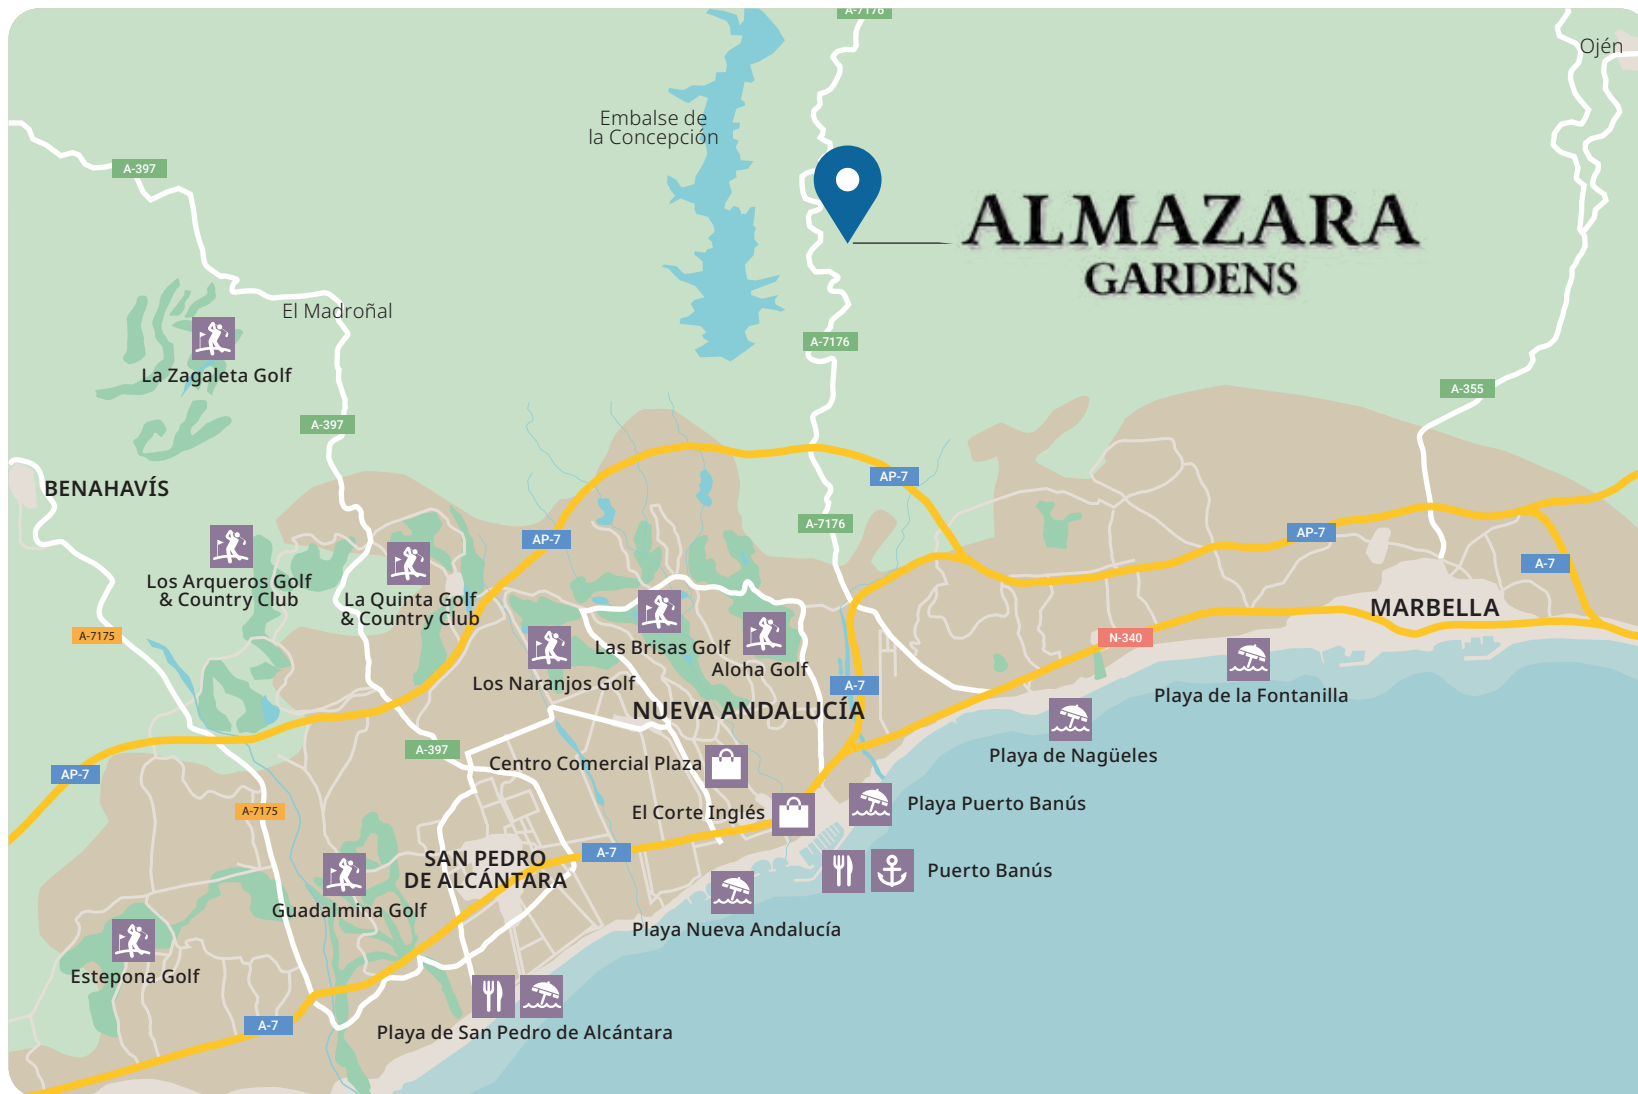 A-7176
Ojén
Embalse de
la Concepción
A-397
ALMAZARA
GARDENS
El Madroñal
A-7176
La Zagaleta Golf
A-355
A-397
AP-7
BENAHAVÍS
A-7176
AP-7
AP-7
A-7
Los Arqueros Golf
& Country Club
La Quinta Golf
& Country Club
MARBELLA
A-7175
N-340
Las Brisas Golf
Aloha Golf
Los Naranjos Golf
A-7
Playa de la Fontanilla
NUEVA ANDALUCÍA
A-397
Playa de Nagüeles
Centro Comercial Plaza
AP-7
Playa Puerto Banús
A-7175
El Corte Inglés
A-7
SAN PEDRO
DE ALCÁNTARA
Puerto Banús
Guadalmina Golf
Playa Nueva Andalucía
Estepona Golf
A-7
Playa de San Pedro de Alcántara